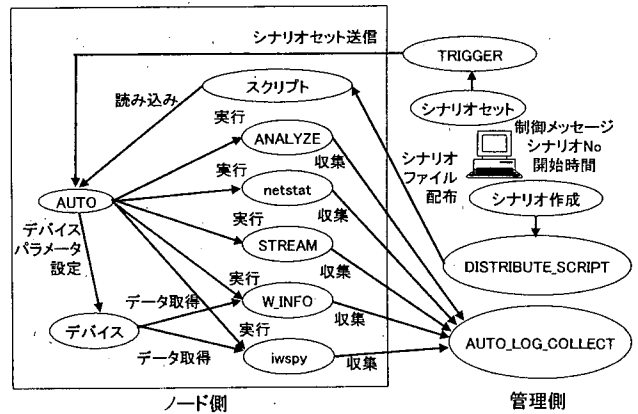 シナリオセット送信
TRIGGER
スクリプト
シナリオセット
読み込み
実行
ANALYZE
収集
制御メッセージ
シナリオNo
開始時間
シナリオ
ファイル
配布
実行
netstat
収集
シナリオ作成
AUTO
実行
STREAM
収集
デバイス
パラメータ
設定
DISTRIBUTE_SCRIPT
実行
W_INFO
収集
データ取得
デバイス
実行
AUTO_LOG_COLLECT
データ取得
iwspy
収集
ノード側
管理側